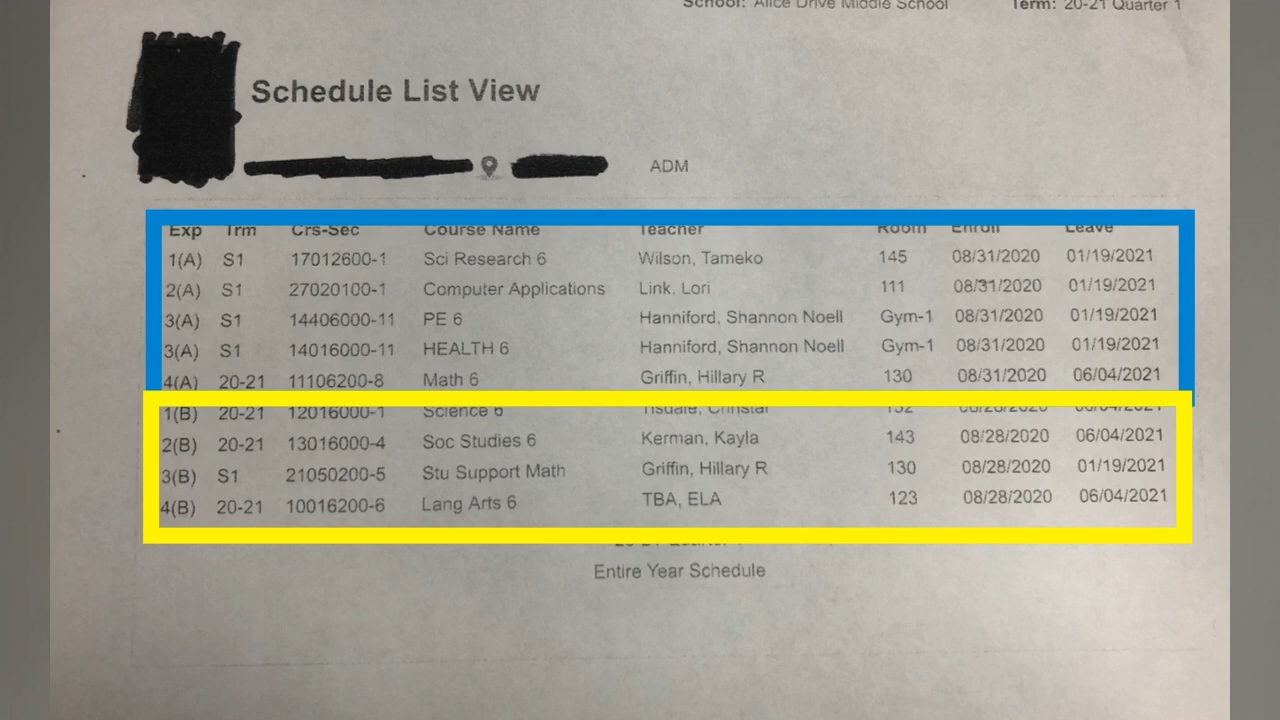 School: Alice Drive Middle School Term: 20-21 Quarter 1
Schedule List View
ADM
Exp Trm Crs-Sec Course Name Teacher Room Enroll Leave
1(A) S1 17012600-1 Sci Research 6 Wilson, Tameko 145 08/31/2020 01/19/2021
2(A) S1 27020100-1 Computer Applications Link. Lori 111 08/31/2020 01/19/2021
3(A) S1 14406000-11 PE 6 Hanniford, Shannon Noell Gym-1 08/31/2020 01/19/2021
3(A) S1 14016000-11 HEALTH 6 Hanniford, Shannon Noell Gym-1 08/31/2020 01/19/2021
4(A) 20-21 11106200-8 Math 6 Griffin, Hillary R 130 08/31/2020 06/04/2021
1(B) 20-21 12016000-1 Science 6 132 08/28/2020 06/04/2021
2(B) 20-21 13016000-4 Soc Studies 6 Kerman, Kayla 143 08/28/2020 06/04/2021
3(B) S1 21050200-5 Stu Support Math Griffin, Hillary R 130 08/28/2020 01/19/2021
4(B) 20-21 10016200-6 Lang Arts 6 TBA, ELA 123 08/28/2020 06/04/2021
Entire Year Schedule